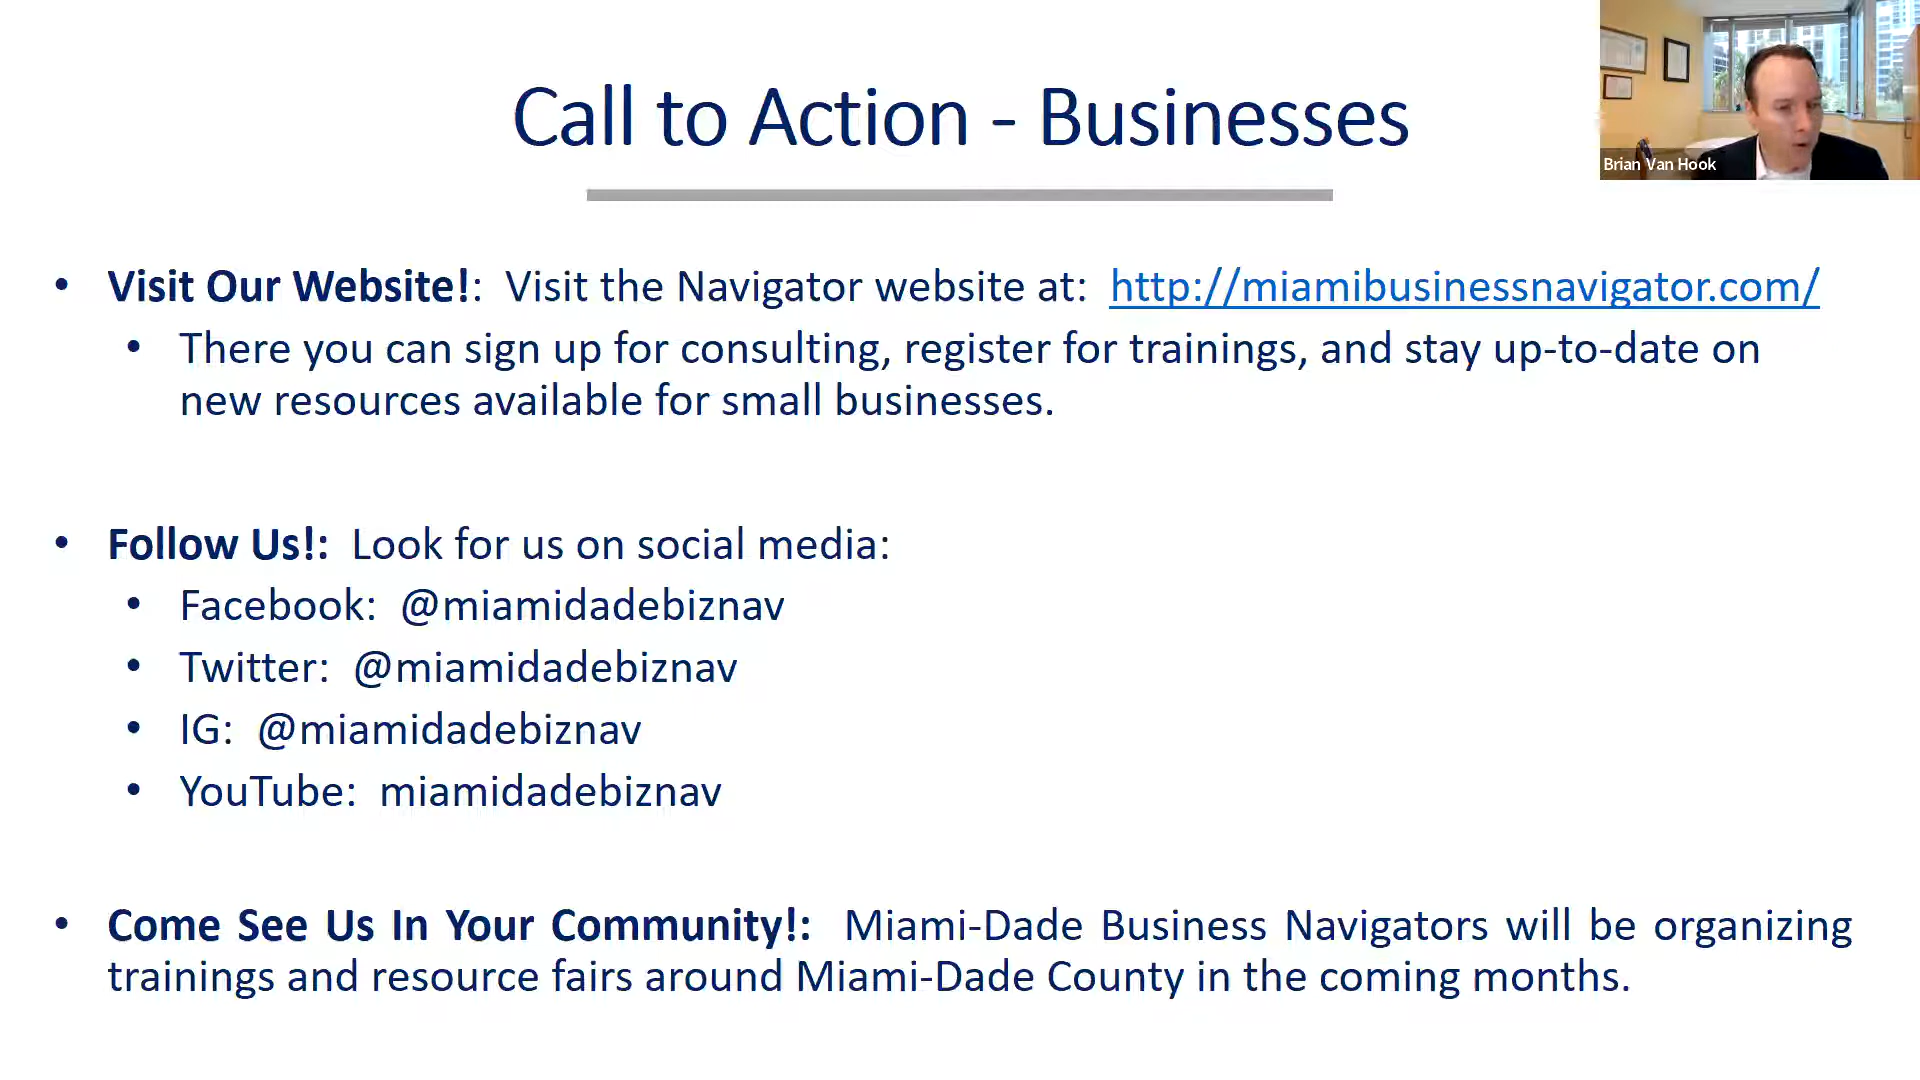 Call to Action - Businesses
Brian Van Hook
• Visit Our Website!: Visit the Navigator website at: http://miamibusinessnavigator.com/
• There you can sign up for consulting, register for trainings, and stay up-to-date on
new resources available for small businesses.
• Follow Us!: Look for us on social media:
• Facebook: @miamidadebiznav
• Twitter: @miamidadebiznav
• IG: @miamidadebiznav
• YouTube: miamidadebiznav
• Come See Us In Your Community!: Miami-Dade Business Navigators will be organizing
trainings and resource fairs around Miami-Dade County in the coming months.